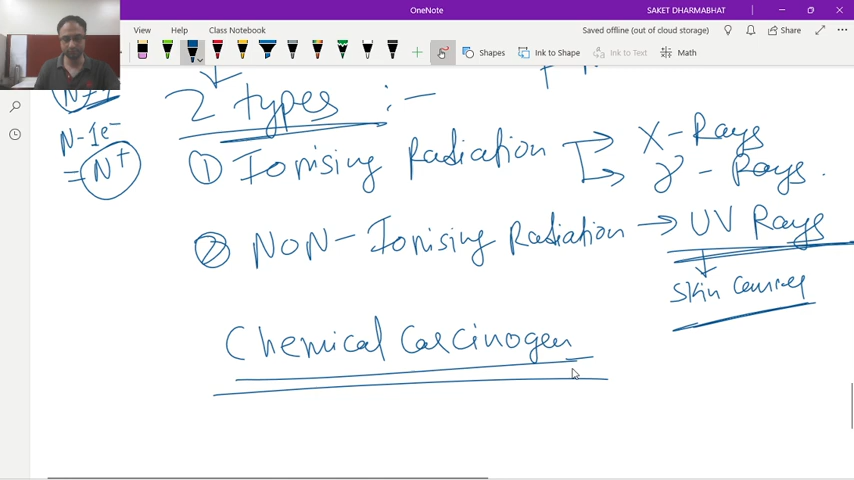 OneNote
SAKET DHARMABHAT
View Help Class Notebook
Saved offline (out of cloud storage)
Share
Shapes
Ink to Shape
Ink to Text
Math
2 types :-
N-1e-
= N+
① Ionising Radiation → X-Rays
→ γ - Rays.
② NON-Ionising Radiation → UV Rays
Skin Cancer
Chemical Carcinogen